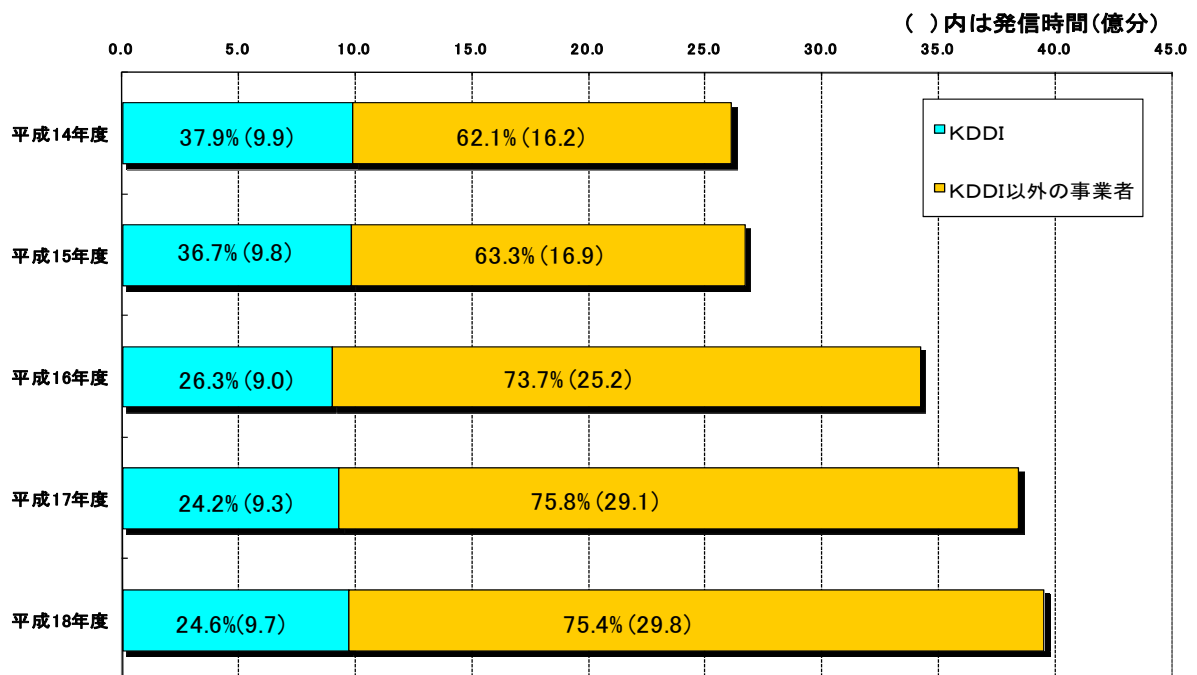 （　）内は発信時間（億分）
0.0 5.0 10.0 15.0 20.0 25.0 30.0 35.0 40.0 45.0
平成14年度 37.9%（9.9） 62.1%（16.2）
ＫＤＤＩ
ＫＤＤＩ以外の事業者
平成15年度 36.7%（9.8） 63.3%（16.9）
平成16年度 26.3%（9.0） 73.7%（25.2）
平成17年度 24.2%（9.3） 75.8%（29.1）
平成18年度 24.6%(9.7） 75.4%（29.8）